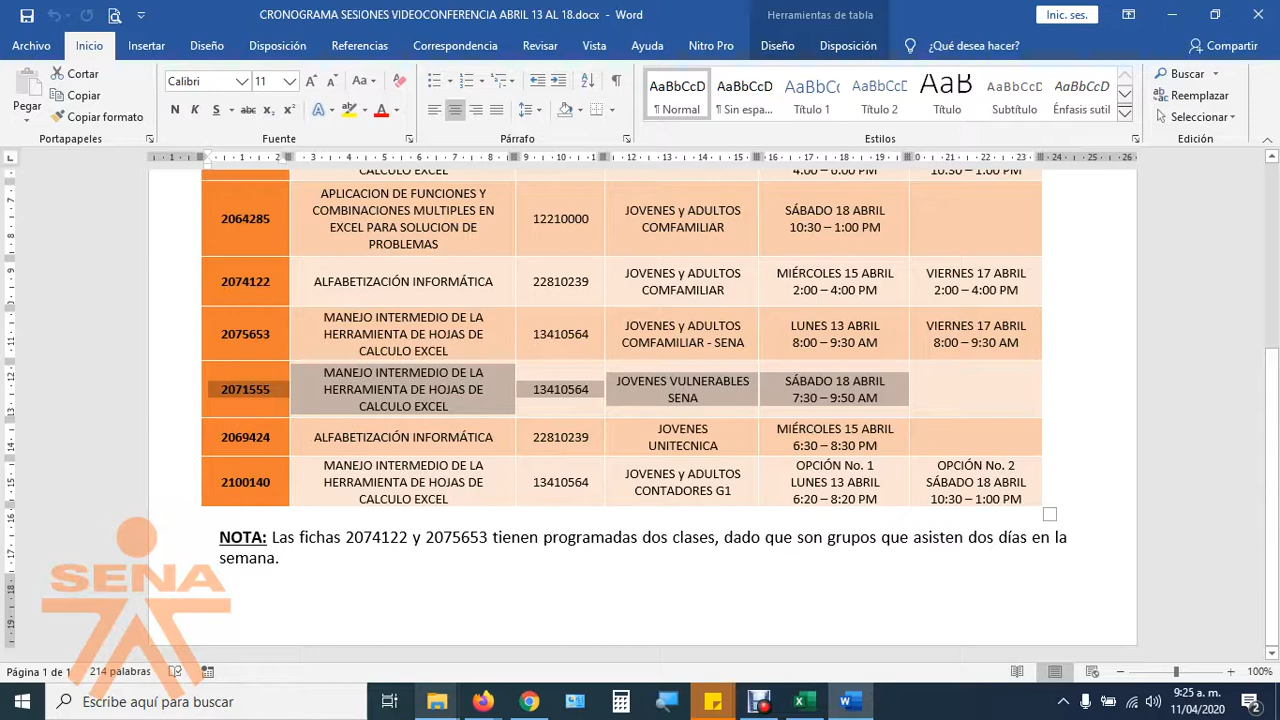 CRONOGRAMA SESIONES VIDEOCONFERENCIA ABRIL 13 AL 18.docx - Word
Herramientas de tabla
Inic. ses.
Archivo Inicio Insertar Diseño Disposición Referencias Correspondencia Revisar Vista Ayuda Nitro Pro Diseño Disposición ¿Qué desea hacer? Compartir
Pegar
Cortar
Copiar
Copiar formato
Portapapeles
Calibri 11
N K S abc x₂ x²
Fuente
Párrafo
AaBbCcD AaBbCcD AaBbCc AaBbCcD AaB AaBbCcD AaBbCcD
¶ Normal ¶ Sin espa... Título 1 Título 2 Título Subtítulo Énfasis sutil
Estilos
Buscar
Reemplazar
Seleccionar
Edición
CALCULO EXCEL 4:00 – 6:00 PM 10:30 – 1:00 PM
2064285
APLICACION DE FUNCIONES Y
COMBINACIONES MULTIPLES EN
EXCEL PARA SOLUCION DE
PROBLEMAS
12210000
JOVENES y ADULTOS
COMFAMILIAR
SÁBADO 18 ABRIL
10:30 – 1:00 PM
2074122
ALFABETIZACIÓN INFORMÁTICA
22810239
JOVENES y ADULTOS
COMFAMILIAR
MIÉRCOLES 15 ABRIL
2:00 – 4:00 PM
VIERNES 17 ABRIL
2:00 – 4:00 PM
2075653
MANEJO INTERMEDIO DE LA
HERRAMIENTA DE HOJAS DE
CALCULO EXCEL
13410564
JOVENES y ADULTOS
COMFAMILIAR - SENA
LUNES 13 ABRIL
8:00 – 9:30 AM
VIERNES 17 ABRIL
8:00 – 9:30 AM
2071555
MANEJO INTERMEDIO DE LA
HERRAMIENTA DE HOJAS DE
CALCULO EXCEL
13410564
JOVENES VULNERABLES
SENA
SÁBADO 18 ABRIL
7:30 – 9:50 AM
2069424
ALFABETIZACIÓN INFORMÁTICA
22810239
JOVENES
UNITECNICA
MIÉRCOLES 15 ABRIL
6:30 – 8:30 PM
2100140
MANEJO INTERMEDIO DE LA
HERRAMIENTA DE HOJAS DE
CALCULO EXCEL
13410564
JOVENES y ADULTOS
CONTADORES G1
OPCIÓN No. 1
LUNES 13 ABRIL
6:20 – 8:20 PM
OPCIÓN No. 2
SÁBADO 18 ABRIL
10:30 – 1:00 PM
NOTA: Las fichas 2074122 y 2075653 tienen programadas dos clases, dado que son grupos que asisten dos días en la
semana.
SENA
Página 1 de 1 214 palabras
100%
Escribe aquí para buscar
9:25 a. m.
11/04/2020
2